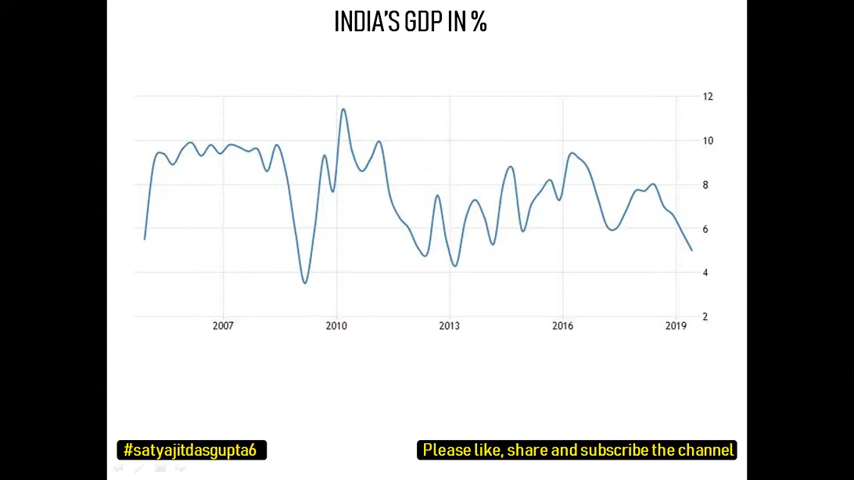 INDIA'S GDP IN %
12
10
8
6
4
2
2007 2010 2013 2016 2019
#satyajitdasgupta6
Please like, share and subscribe the channel